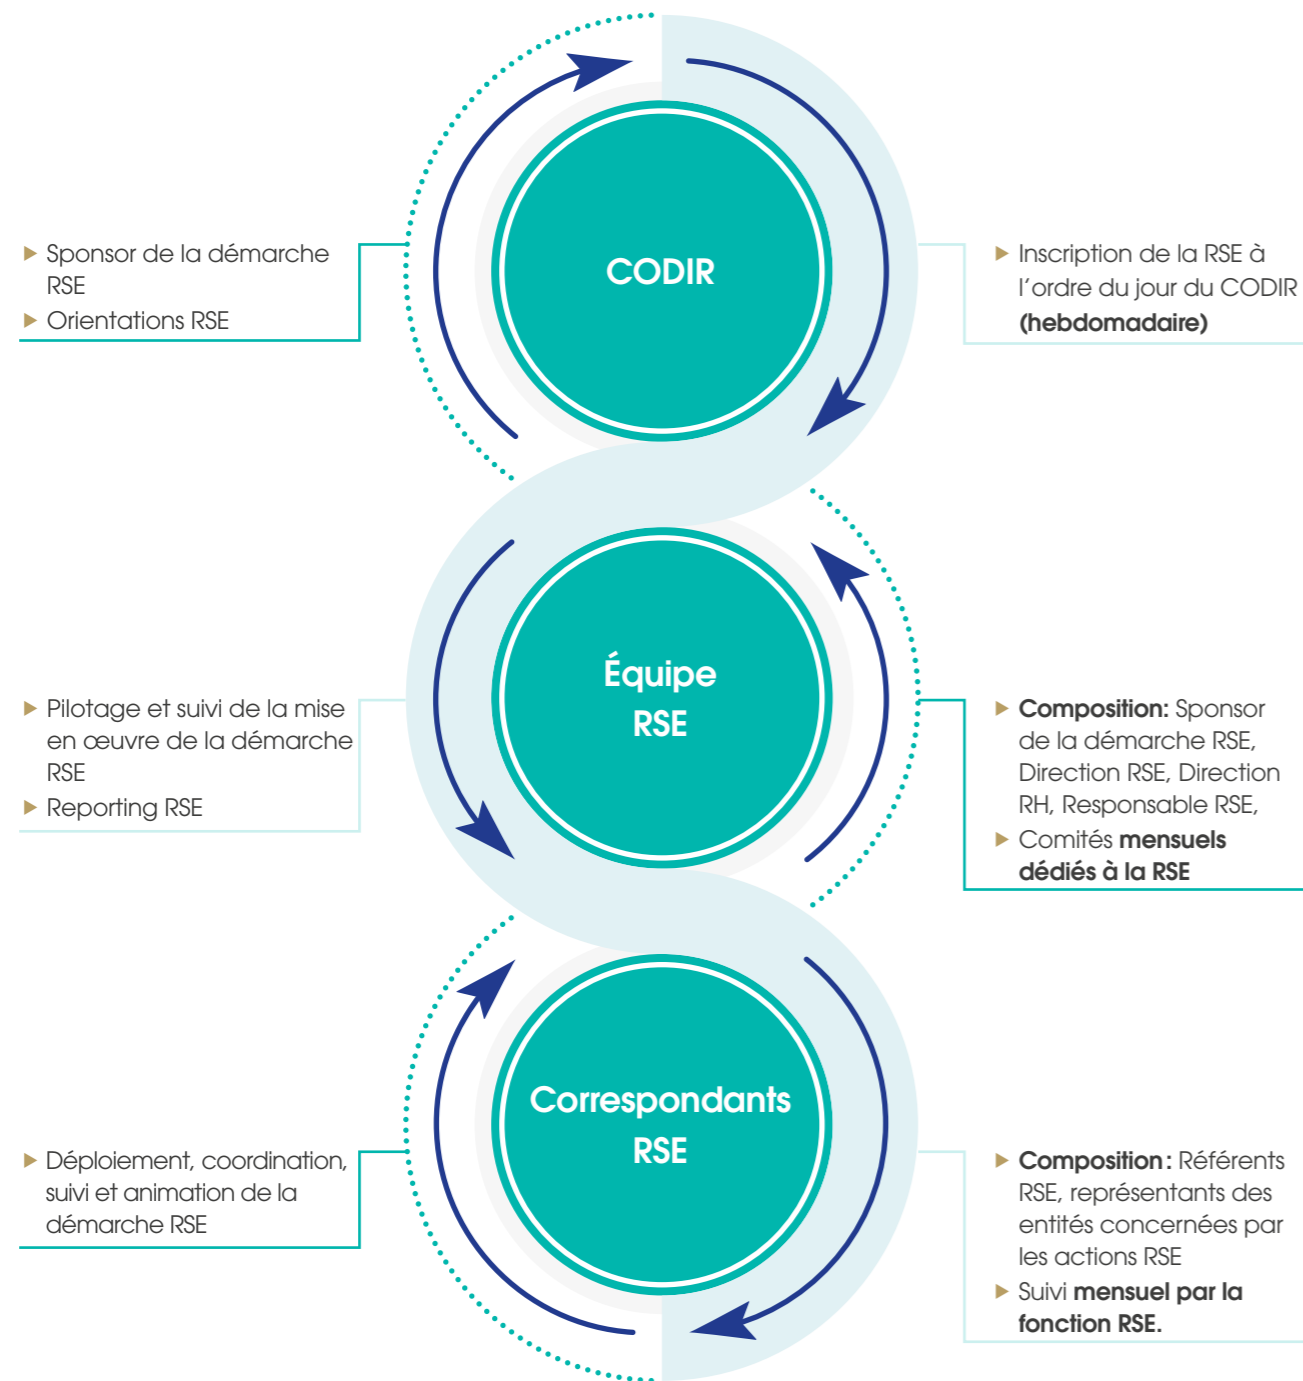 CODIR
▶ Sponsor de la démarche
RSE
▶ Orientations RSE
▶ Inscription de la RSE à
l’ordre du jour du CODIR
(hebdomadaire)
Équipe
RSE
▶ Pilotage et suivi de la mise
en œuvre de la démarche
RSE
▶ Reporting RSE
▶ Composition: Sponsor
de la démarche RSE,
Direction RSE, Direction
RH, Responsable RSE,
▶ Comités mensuels
dédiés à la RSE
Correspondants
RSE
▶ Déploiement, coordination,
suivi et animation de la
démarche RSE
▶ Composition : Référents
RSE, représentants des
entités concernées par
les actions RSE
▶ Suivi mensuel par la
fonction RSE.